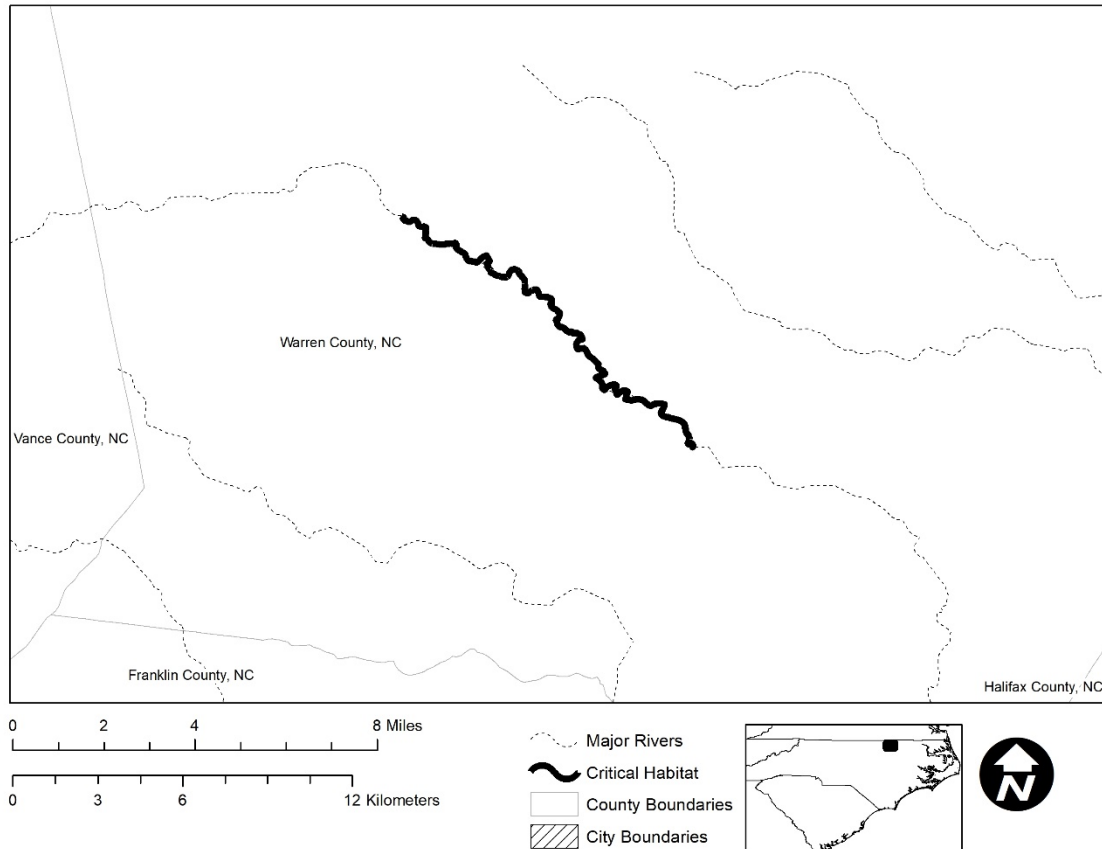 Warren County, NC
Vance County, NC
Franklin County, NC
Halifax County, NC
0 2 4 8 Miles
0 3 6 12 Kilometers
Major Rivers
Critical Habitat
County Boundaries
City Boundaries
N